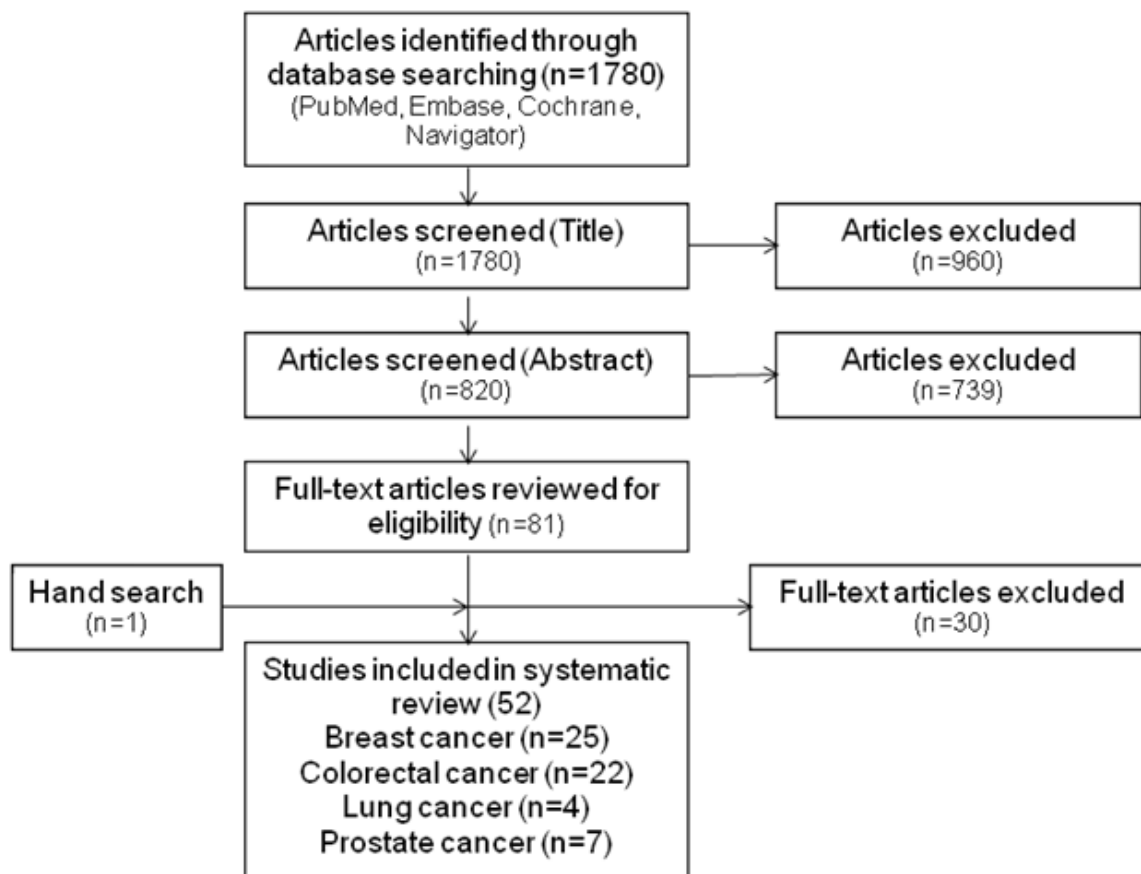 Articles identified through
database searching (n=1780)
(PubMed, Embase, Cochrane,
Navigator)
Articles screened (Title)
(n=1780)
Articles excluded
(n=960)
Articles screened (Abstract)
(n=820)
Articles excluded
(n=739)
Full-text articles reviewed for
eligibility (n=81)
Hand search
(n=1)
Full-text articles excluded
(n=30)
Studies included in systematic
review (52)
Breast cancer (n=25)
Colorectal cancer (n=22)
Lung cancer (n=4)
Prostate cancer (n=7)